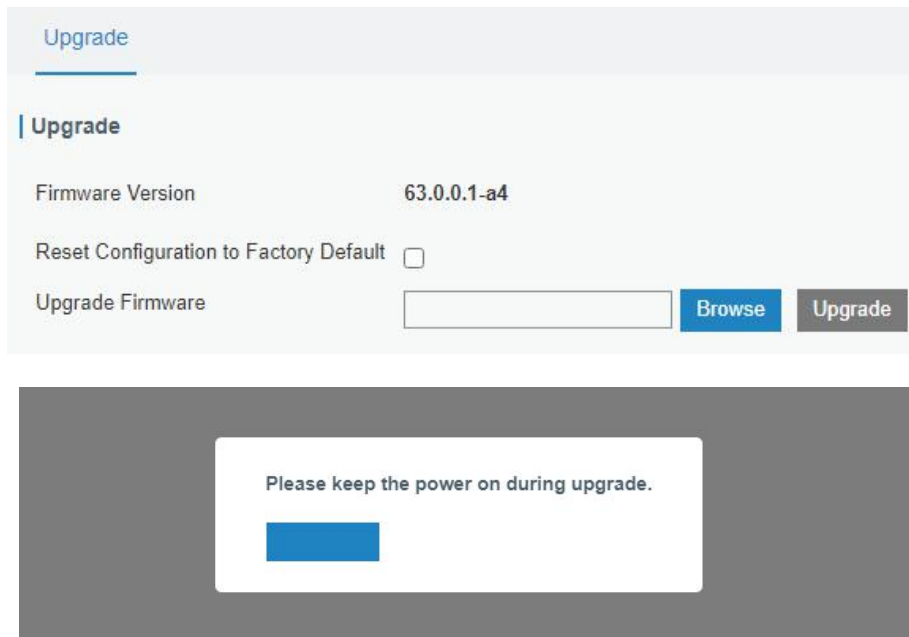 Upgrade
Upgrade
Firmware Version 63.0.0.1-a4
Reset Configuration to Factory Default
Upgrade Firmware Browse Upgrade
Please keep the power on during upgrade.